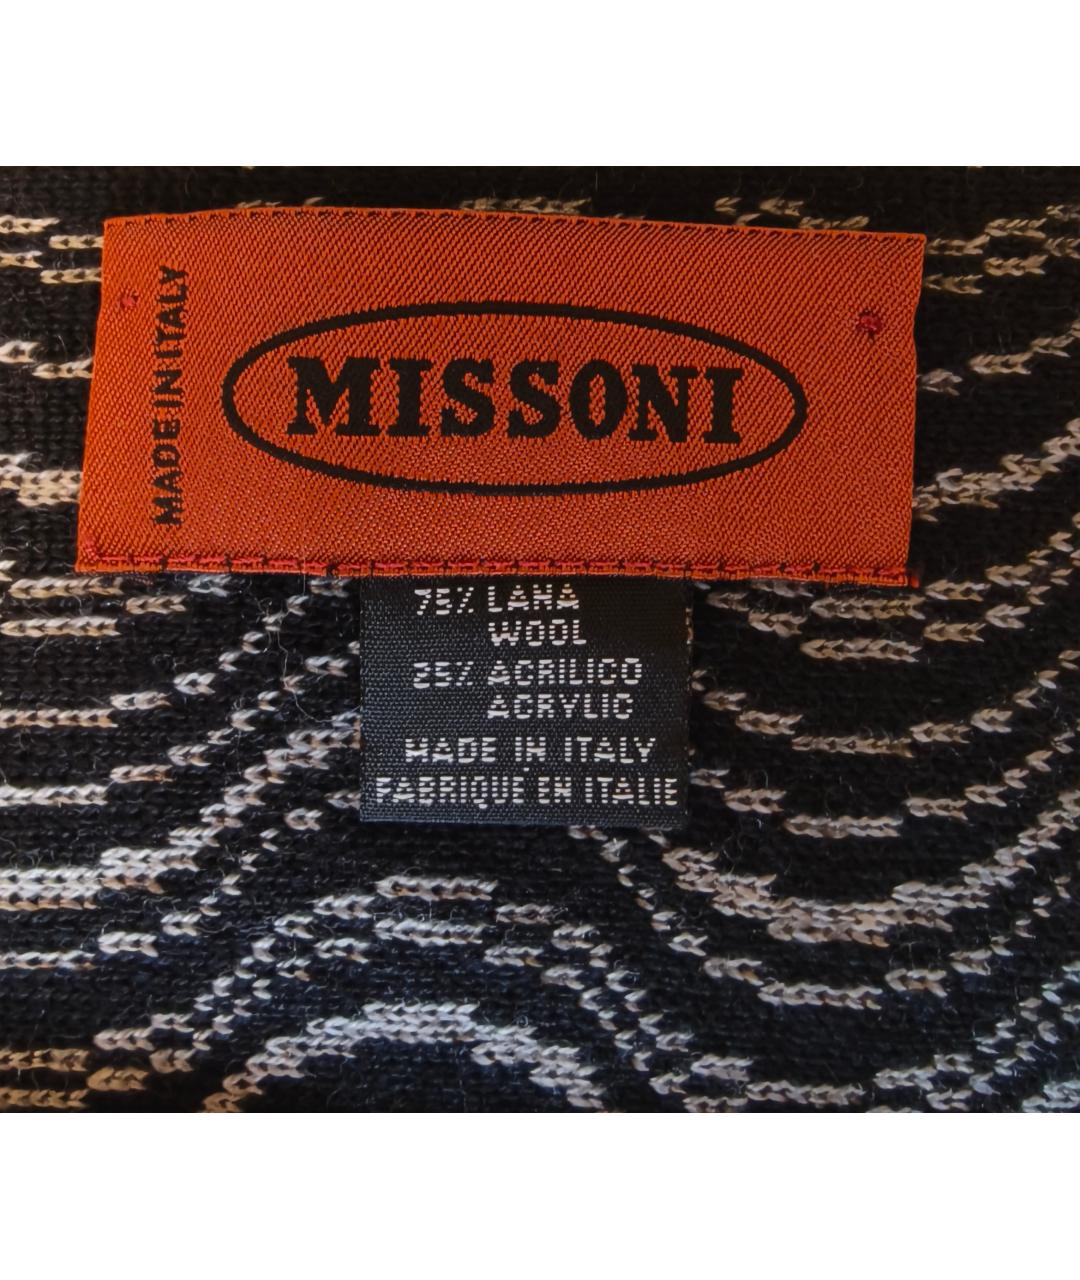 MADE IN ITALY
MISSONI
75% LANA
WOOL
25% ACRILICO
ACRYLIC
MADE IN ITALY
FABRIQUE EN ITALIE